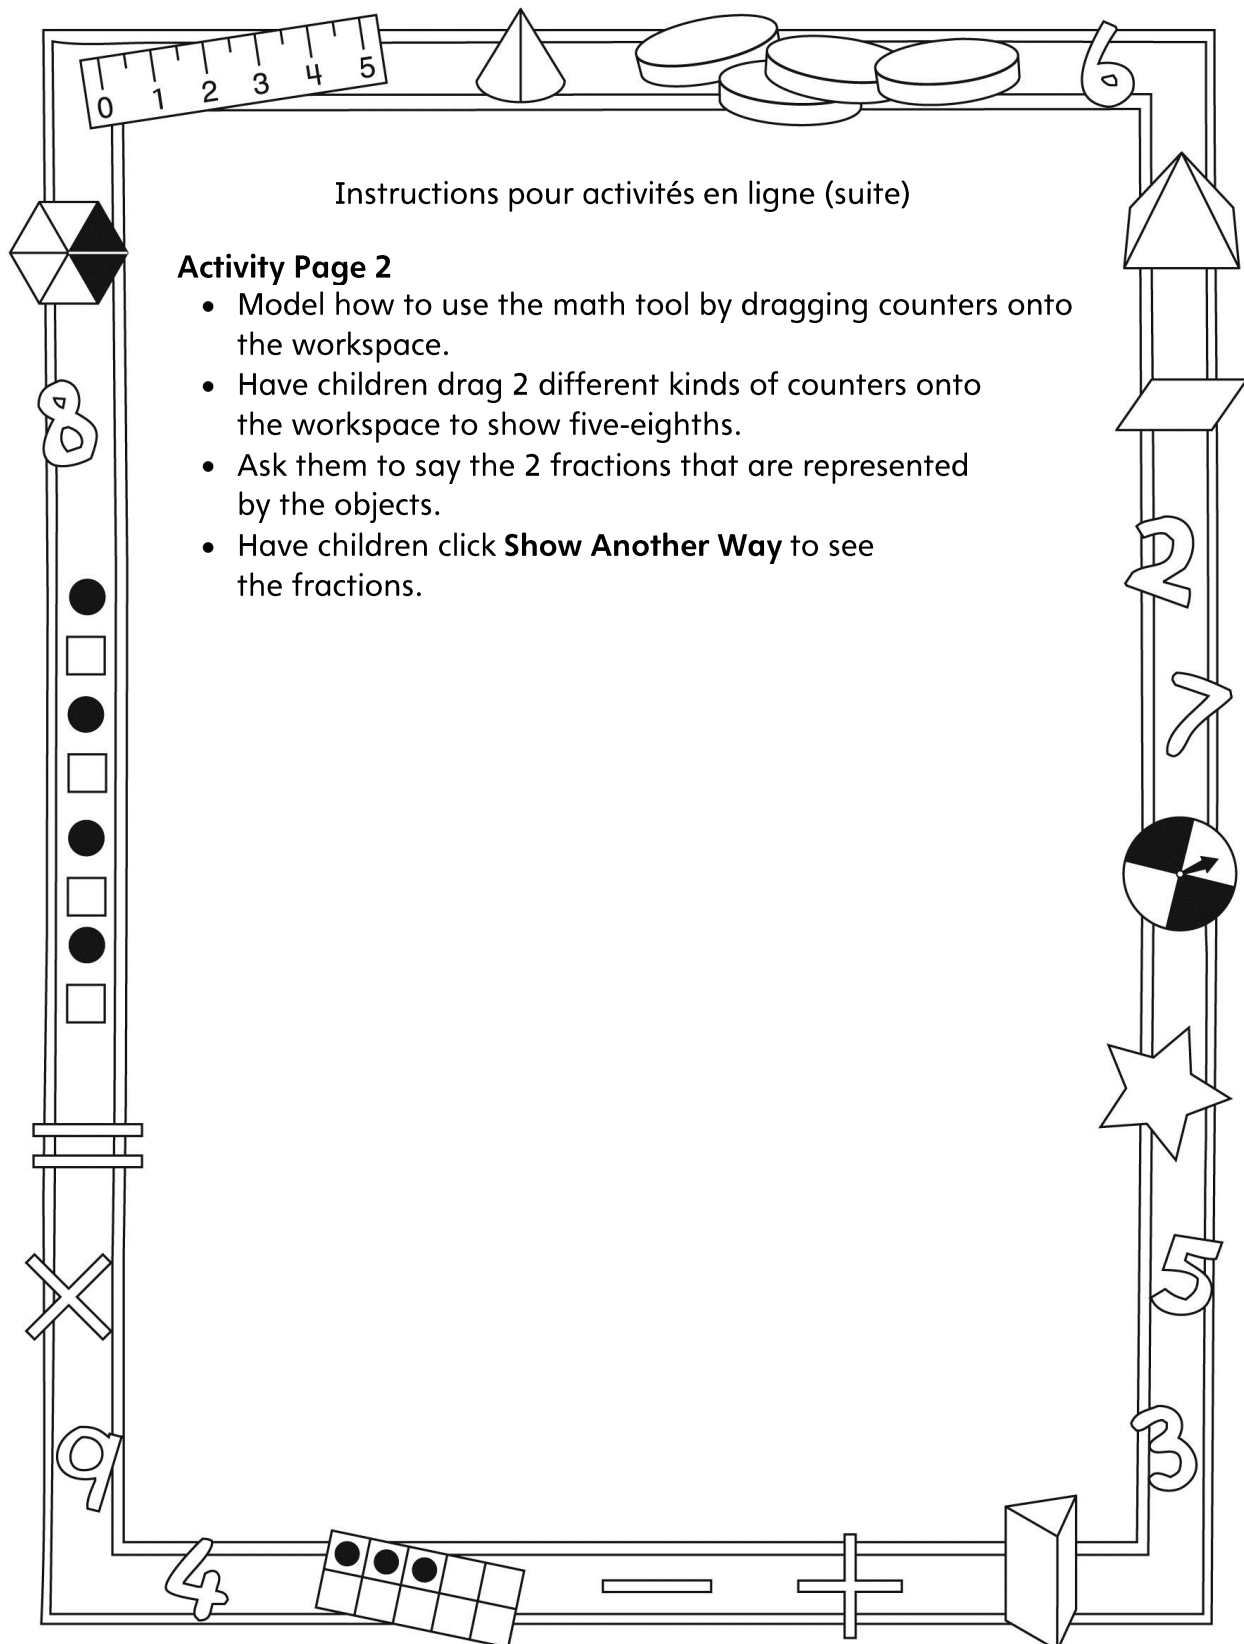 0 1 2 3 4 5
6
Instructions pour activités en ligne (suite)
Activity Page 2
• Model how to use the math tool by dragging counters onto
the workspace.
• Have children drag 2 different kinds of counters onto
the workspace to show five-eighths.
• Ask them to say the 2 fractions that are represented
by the objects.
• Have children click Show Another Way to see
the fractions.
8
2
7
5
3
9
4